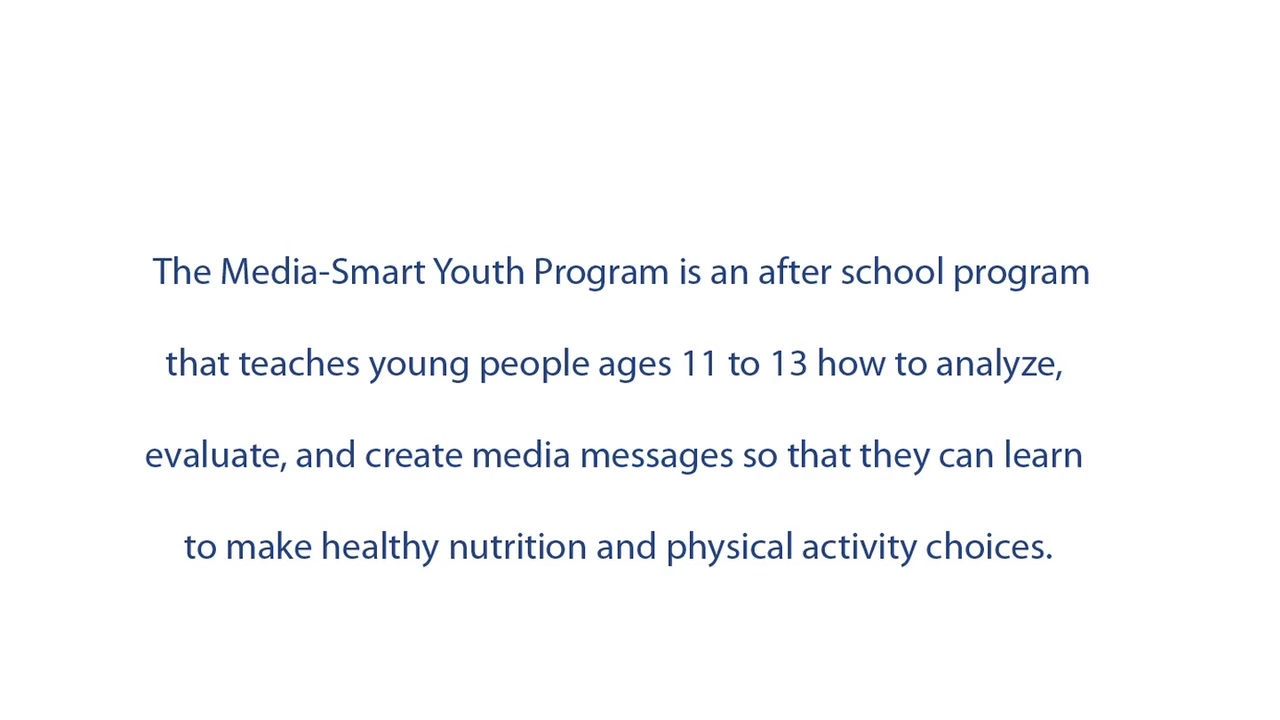 The Media-Smart Youth Program is an after school program
that teaches young people ages 11 to 13 how to analyze,
evaluate, and create media messages so that they can learn
to make healthy nutrition and physical activity choices.